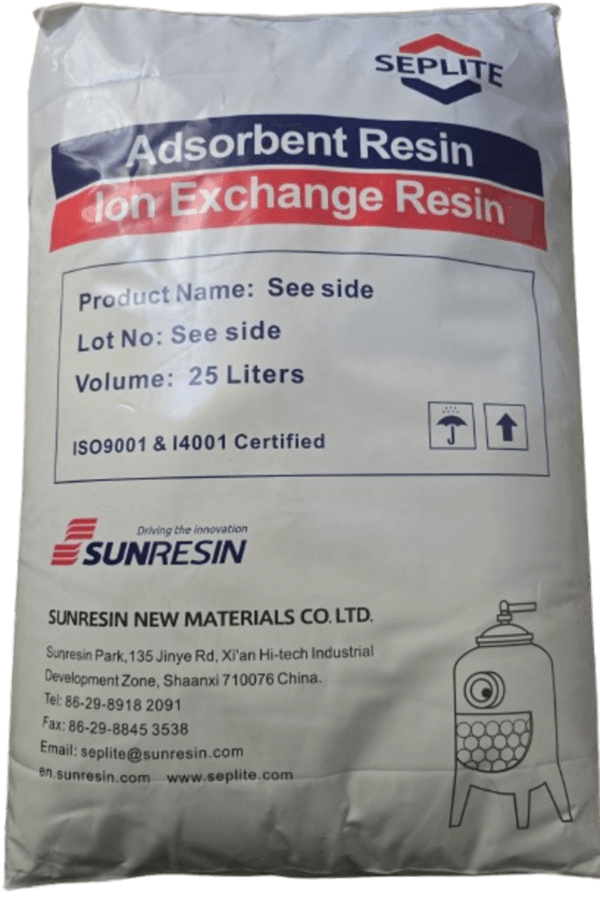 SEPLITE
Adsorbent Resin
Ion Exchange Resin
Product Name: See side
Lot No: See side
Volume: 25 Liters
ISO9001 & I4001 Certified
Driving the innovation
SUNRESIN
SUNRESIN NEW MATERIALS CO. LTD.
Sunresin Park,135 Jinye Rd, Xi'an Hi-tech Industrial
Development Zone, Shaanxi 710076 China.
Tel: 86-29-8918 2091
Fax: 86-29-8845 3538
Email: seplite@sunresin.com
en.sunresin.com www.seplite.com